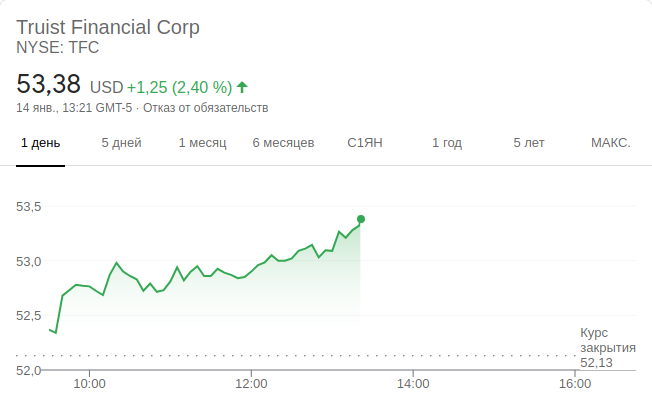 Truist Financial Corp
NYSE: TFC
53,38 USD +1,25 (2,40 %)
14 янв., 13:21 GMT-5 · Отказ от обязательств
1 день 5 дней 1 месяц 6 месяцев С1ЯН 1 год 5 лет МАКС.
53,5
53,0
52,5
Курс
закрытия
52,13
52,0
10:00 12:00 14:00 16:00